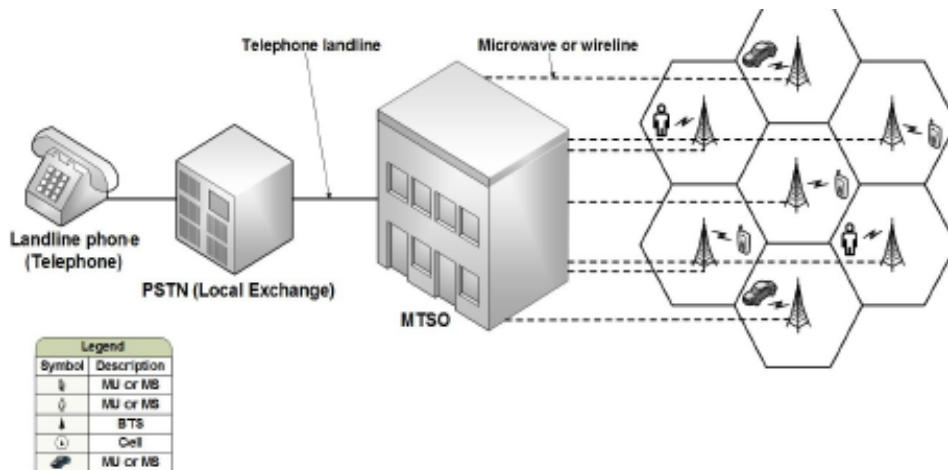 Telephone landline
Microwave or wireline
Landline phone
(Telephone)
PSTN (Local Exchange)
MTSO
Legend
Symbol Description
MU or MS
MU or MS
BTS
Cell
MU or MS